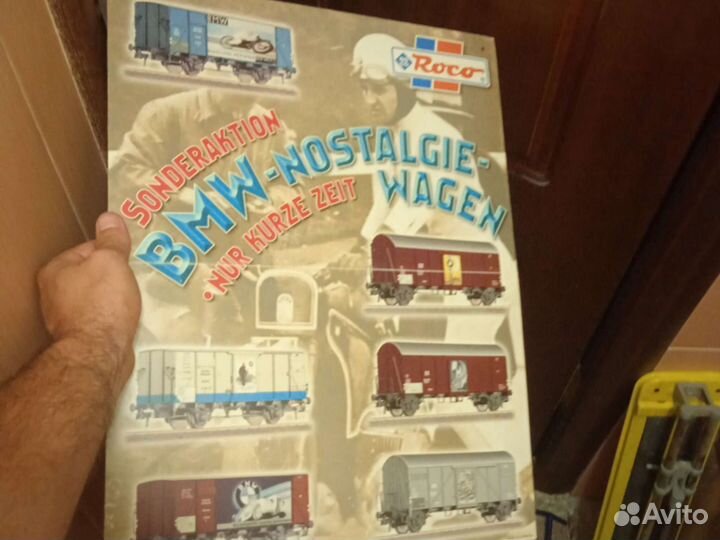 BMW
Roco
SONDERAKTION
BMW-NOSTALGIE-
WAGEN
• NUR KURZE ZEIT
Avito